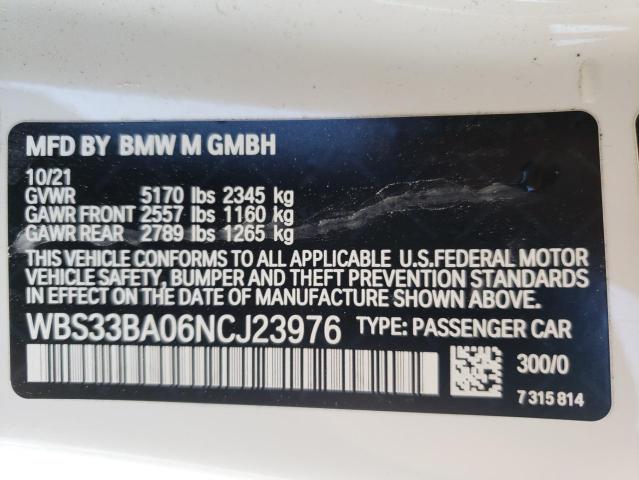 MFD BY BMW M GMBH
10/21
GVWR 5170 lbs 2345 kg
GAWR FRONT 2557 lbs 1160 kg
GAWR REAR 2789 lbs 1265 kg
THIS VEHICLE CONFORMS TO ALL APPLICABLE U.S.FEDERAL MOTOR
VEHICLE SAFETY, BUMPER AND THEFT PREVENTION STANDARDS
IN EFFECT ON THE DATE OF MANUFACTURE SHOWN ABOVE.
WBS33BA06NCJ23976 TYPE: PASSENGER CAR
300/0
7 315 814